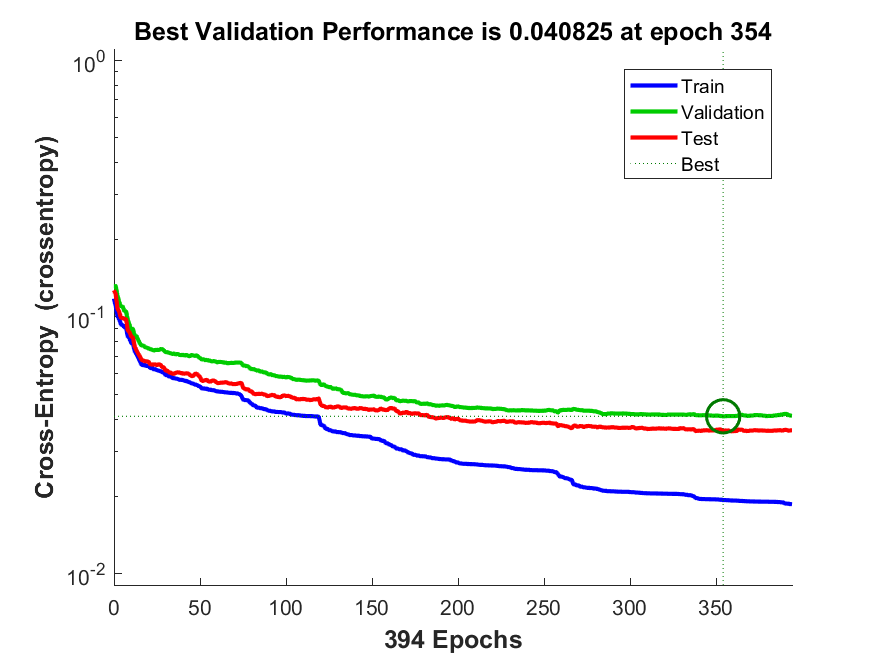 Best Validation Performance is 0.040825 at epoch 354
Cross-Entropy (crossentropy)
10^0
10^-1
10^-2
Train
Validation
Test
Best
0 50 100 150 200 250 300 350
394 Epochs